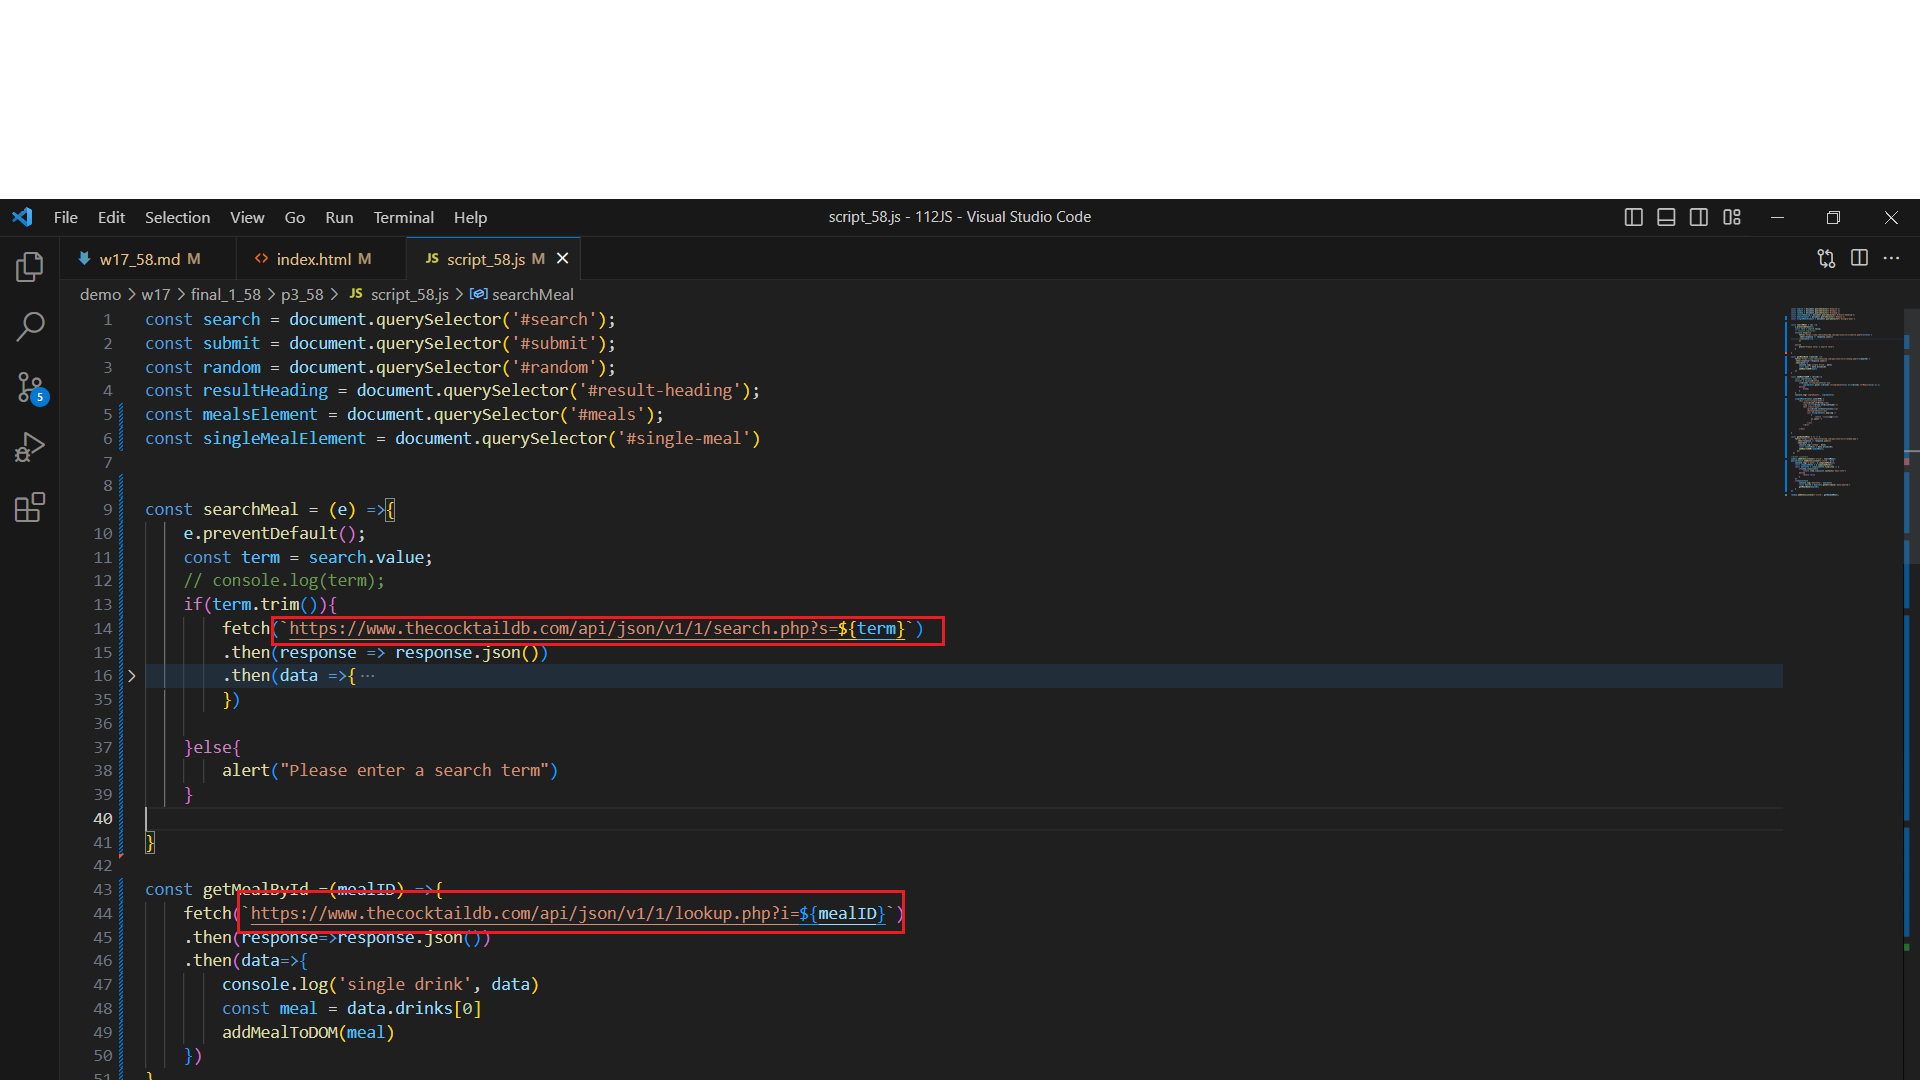 File Edit Selection View Go Run Terminal Help script_58.js - 112JS - Visual Studio Code
w17_58.md M index.html M JS script_58.js M
demo > w17 > final_1_58 > p3_58 > JS script_58.js > searchMeal
1 const search = document.querySelector('#search');
2 const submit = document.querySelector('#submit');
3 const random = document.querySelector('#random');
4 const resultHeading = document.querySelector('#result-heading');
5 const mealsElement = document.querySelector('#meals');
6 const singleMealElement = document.querySelector('#single-meal')
7
8
9 const searchMeal = (e) =>{
10 e.preventDefault();
11 const term = search.value;
12 // console.log(term);
13 if(term.trim()){
14 fetch(`https://www.thecocktaildb.com/api/json/v1/1/search.php?s=${term}`)
15 .then(response => response.json())
16 .then(data =>{ ...
35 })
36
37 }else{
38 alert("Please enter a search term")
39 }
40
41 }
42
43 const getMealById =(mealID) =>{
44 fetch(`https://www.thecocktaildb.com/api/json/v1/1/lookup.php?i=${mealID}`)
45 .then(response=>response.json())
46 .then(data=>{
47 console.log('single drink', data)
48 const meal = data.drinks[0]
49 addMealToDOM(meal)
50 })
51 }
5